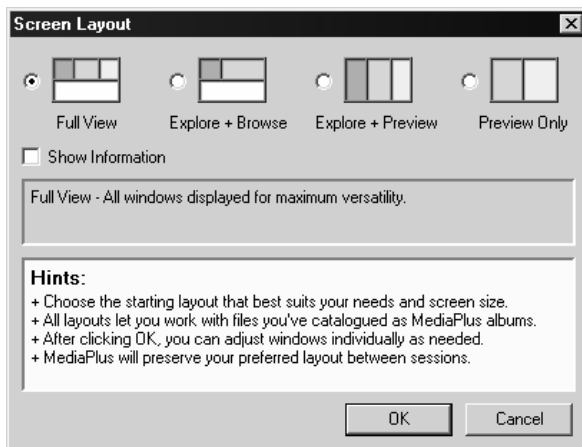 Screen Layout
Full View Explore + Browse Explore + Preview Preview Only
Show Information
Full View - All windows displayed for maximum versatility.
Hints:
+ Choose the starting layout that best suits your needs and screen size.
+ All layouts let you work with files you've catalogued as MediaPlus albums.
+ After clicking OK, you can adjust windows individually as needed.
+ MediaPlus will preserve your preferred layout between sessions.
OK Cancel